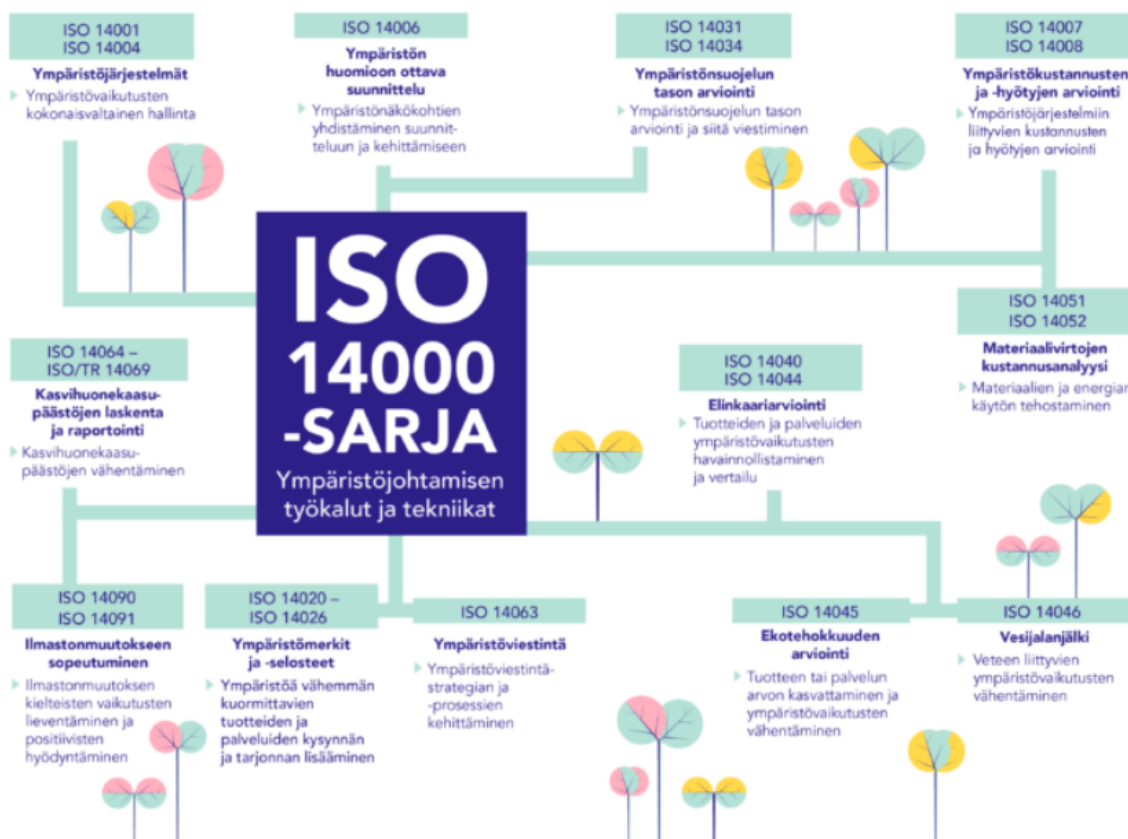 ISO 14001
ISO 14004
Ympäristöjärjestelmät
Ympäristövaikutusten
kokonaisvaltainen hallinta
ISO 14006
Ympäristön
huomioon ottava
suunnittelu
Ympäristönäkökohtien
yhdistäminen suunnit-
teluun ja kehittämiseen
ISO 14031
ISO 14034
Ympäristönsuojelun
tason arviointi
Ympäristönsuojelun tason
arviointi ja siitä viestiminen
ISO 14007
ISO 14008
Ympäristökustannusten
ja -hyötyjen arviointi
Ympäristöjärjestelmiin
liittyvien kustannusten
ja hyötyjen arviointi
ISO
14000
-SARJA
Ympäristöjohtamisen
työkalut ja tekniikat
ISO 14051
ISO 14052
Materiaalivirtojen
kustannusanalyysi
Materiaalien ja energian
käytön tehostaminen
ISO 14064 –
ISO/TR 14069
Kasvihuonekaasu-
päästöjen laskenta
ja raportointi
Kasvihuonekaasu-
päästöjen vähentäminen
ISO 14040
ISO 14044
Elinkaariarviointi
Tuotteiden ja palveluiden
ympäristövaikutusten
havainnollistaminen
ja vertailu
ISO 14090
ISO 14091
Ilmastonmuutokseen
sopeutuminen
Ilmastonmuutoksen
kielteisten vaikutusten
lieventäminen ja
positiivisten
hyödyntäminen
ISO 14020 –
ISO 14026
Ympäristömerkit
ja -selosteet
Ympäristöä vähemmän
kuormittavien
tuotteiden ja
palveluiden kysynnän
ja tarjonnan lisääminen
ISO 14063
Ympäristöviestintä
Ympäristöviestintä-
strategian ja
-prosessien
kehittäminen
ISO 14045
Ekotehokkuuden
arviointi
Tuotteen tai palvelun
arvon kasvattaminen ja
ympäristövaikutusten
vähentäminen
ISO 14046
Vesijalanjälki
Veteen liittyvien
ympäristövaikutusten
vähentäminen